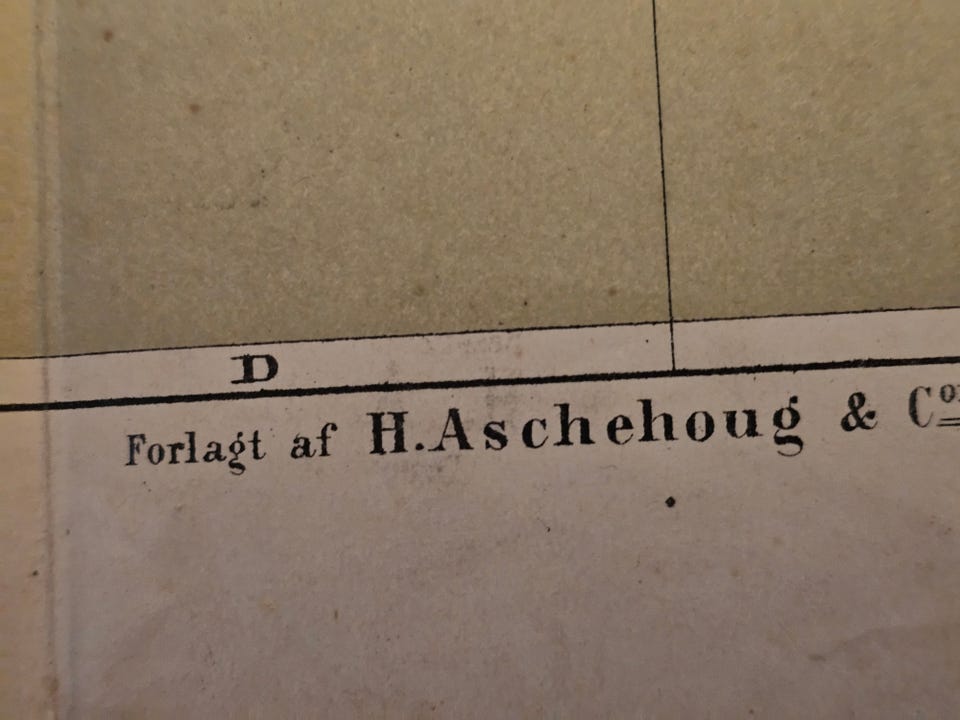 D
Forlagt af H. Aschehoug & Co